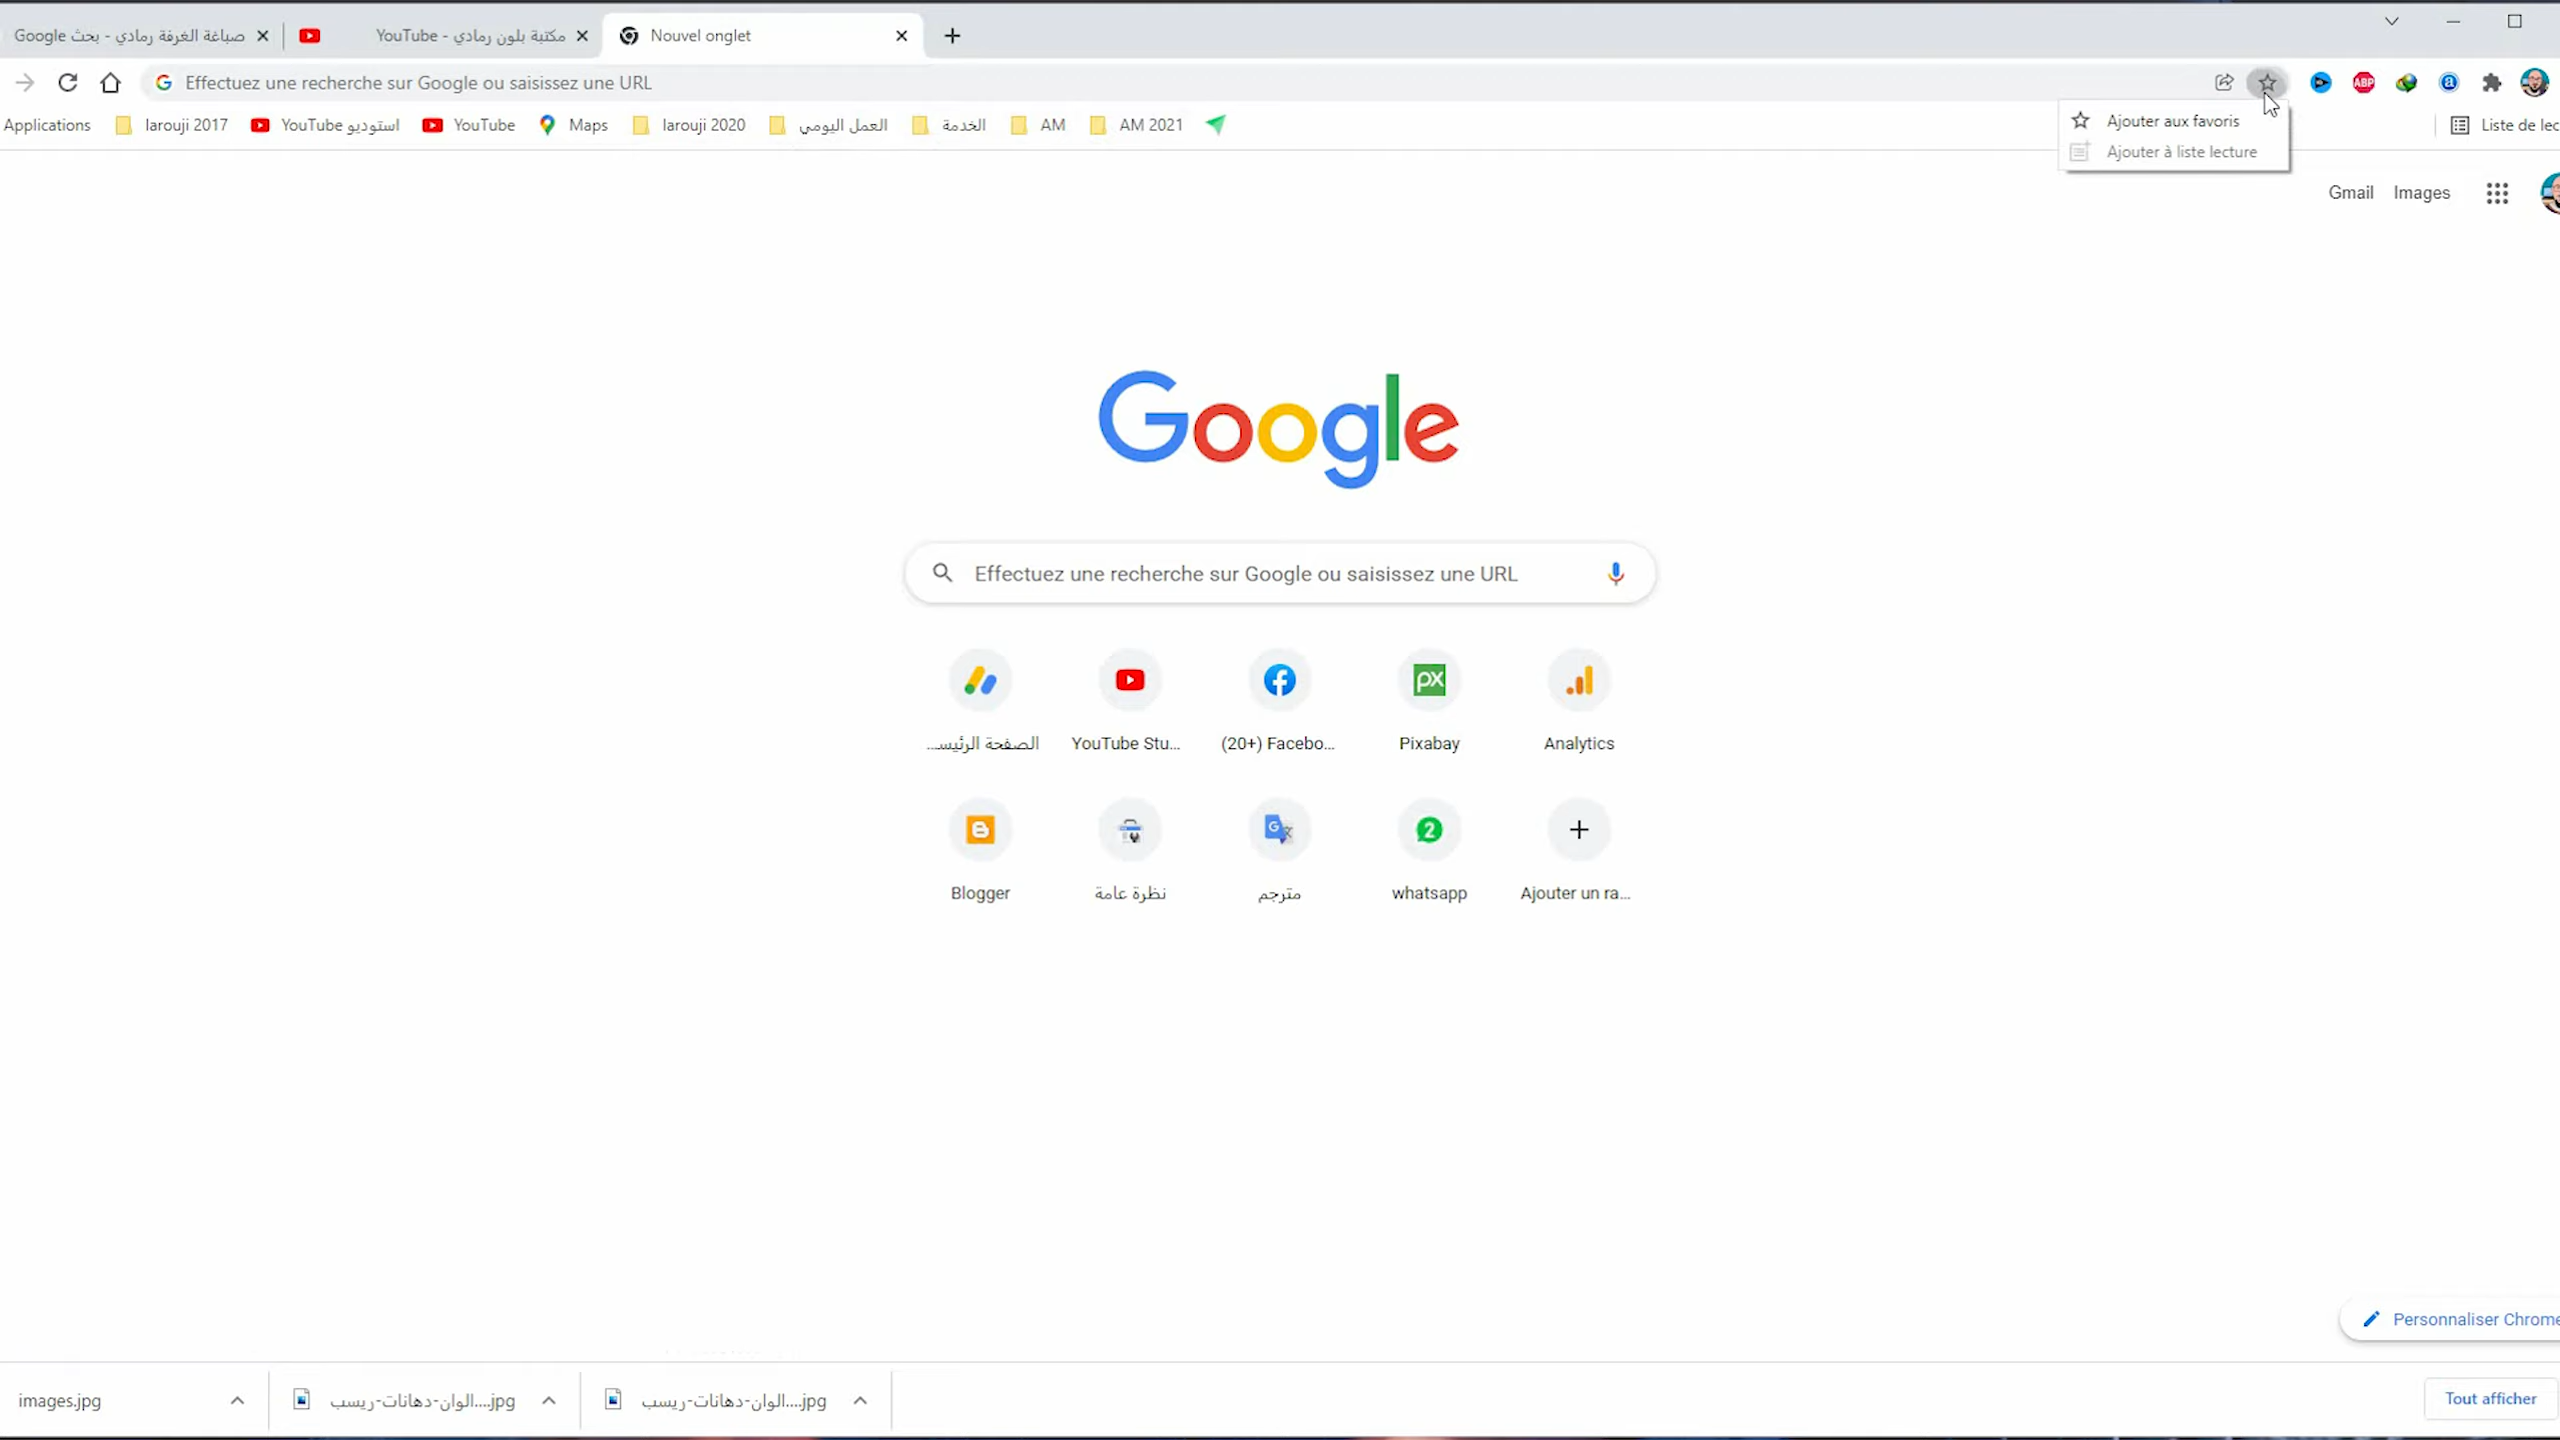 صباغة الغرفة رمادي - بحث Google
مكتبة بلون رمادي - YouTube
Nouvel onglet
Effectuez une recherche sur Google ou saisissez une URL
ABP
Applications
larouji 2017
استوديو YouTube
YouTube
Maps
larouji 2020
العمل اليومي
الخدمة
AM
AM 2021
Liste de lec
Ajouter aux favoris
Ajouter à liste lecture
Gmail
Images
Google
Effectuez une recherche sur Google ou saisissez une URL
الصفحة الرئيسـ...
YouTube Stu...
(20+) Facebo...
px
Pixabay
Analytics
Blogger
نظرة عامة
مترجم
2
whatsapp
Ajouter un ra...
Personnaliser Chrome
images.jpg
الوان-دهانات-ريسب....jpg
الوان-دهانات-ريسب....jpg
Tout afficher